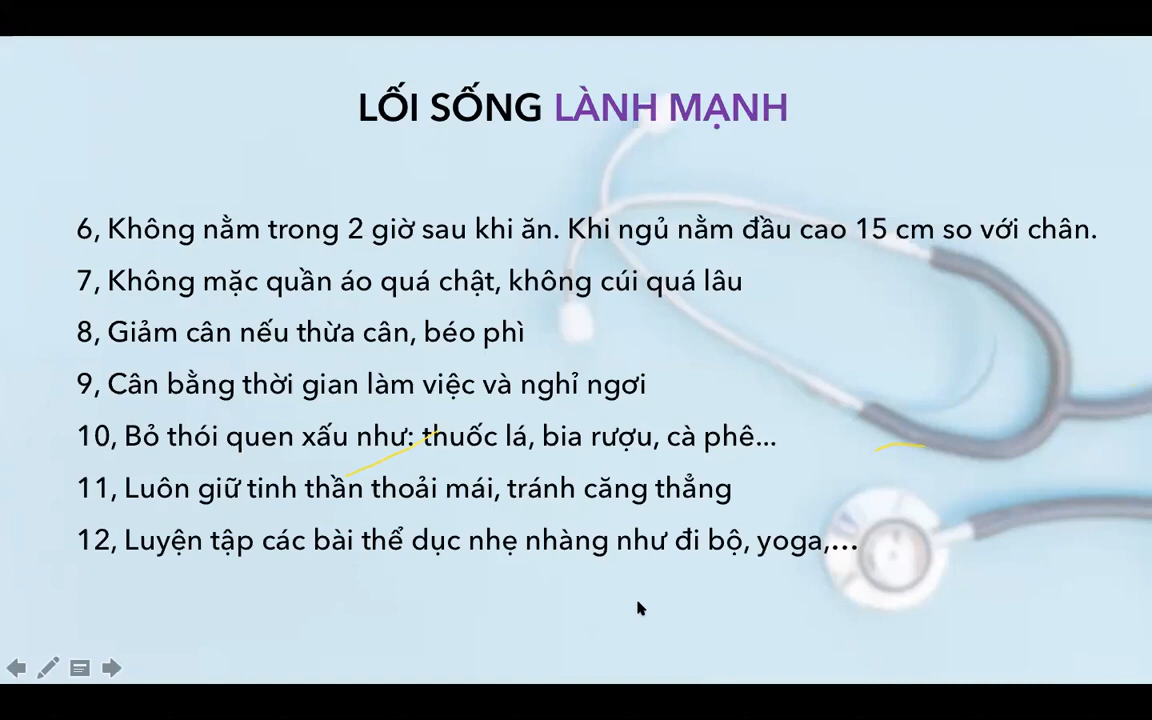 LỐI SỐNG LÀNH MẠNH
6, Không nằm trong 2 giờ sau khi ăn. Khi ngủ nằm đầu cao 15 cm so với chân.
7, Không mặc quần áo quá chật, không cúi quá lâu
8, Giảm cân nếu thừa cân, béo phì
9, Cân bằng thời gian làm việc và nghỉ ngơi
10, Bỏ thói quen xấu như: thuốc lá, bia rượu, cà phê...
11, Luôn giữ tinh thần thoải mái, tránh căng thẳng
12, Luyện tập các bài thể dục nhẹ nhàng như đi bộ, yoga,...